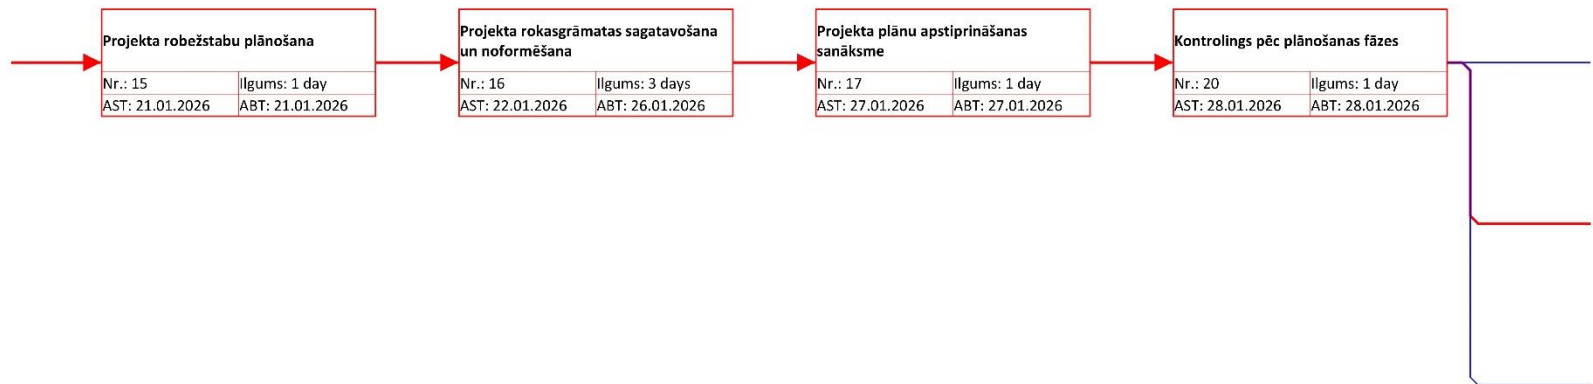 Projekta robežstabu plānošana
Nr.: 15 Ilgums: 1 day
AST: 21.01.2026 ABT: 21.01.2026
Projekta rokasgrāmatas sagatavošana
un noformēšana
Nr.: 16 Ilgums: 3 days
AST: 22.01.2026 ABT: 26.01.2026
Projekta plānu apstiprināšanas
sanāksme
Nr.: 17 Ilgums: 1 day
AST: 27.01.2026 ABT: 27.01.2026
Kontrolings pēc plānošanas fāzes
Nr.: 20 Ilgums: 1 day
AST: 28.01.2026 ABT: 28.01.2026